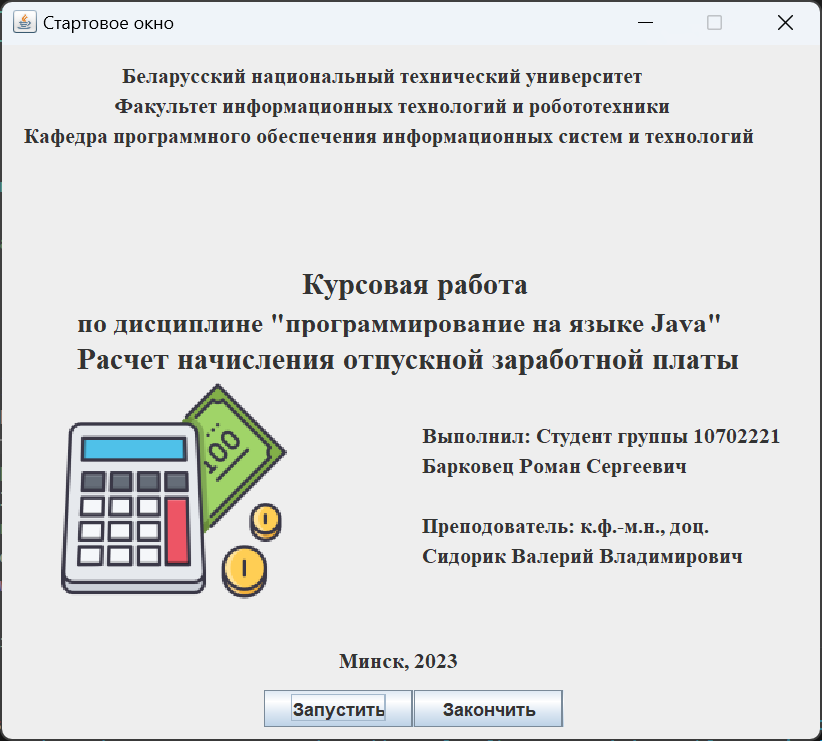 Стартовое окно
Беларусский национальный технический университет
Факультет информационных технологий и робототехники
Кафедра программного обеспечения информационных систем и технологий
Курсовая работа
по дисциплине "программирование на языке Java"
Расчет начисления отпускной заработной платы
100
Выполнил: Студент группы 10702221
Барковец Роман Сергеевич
Преподователь: к.ф.-м.н., доц.
Сидорик Валерий Владимирович
Минск, 2023
Запустить
Закончить